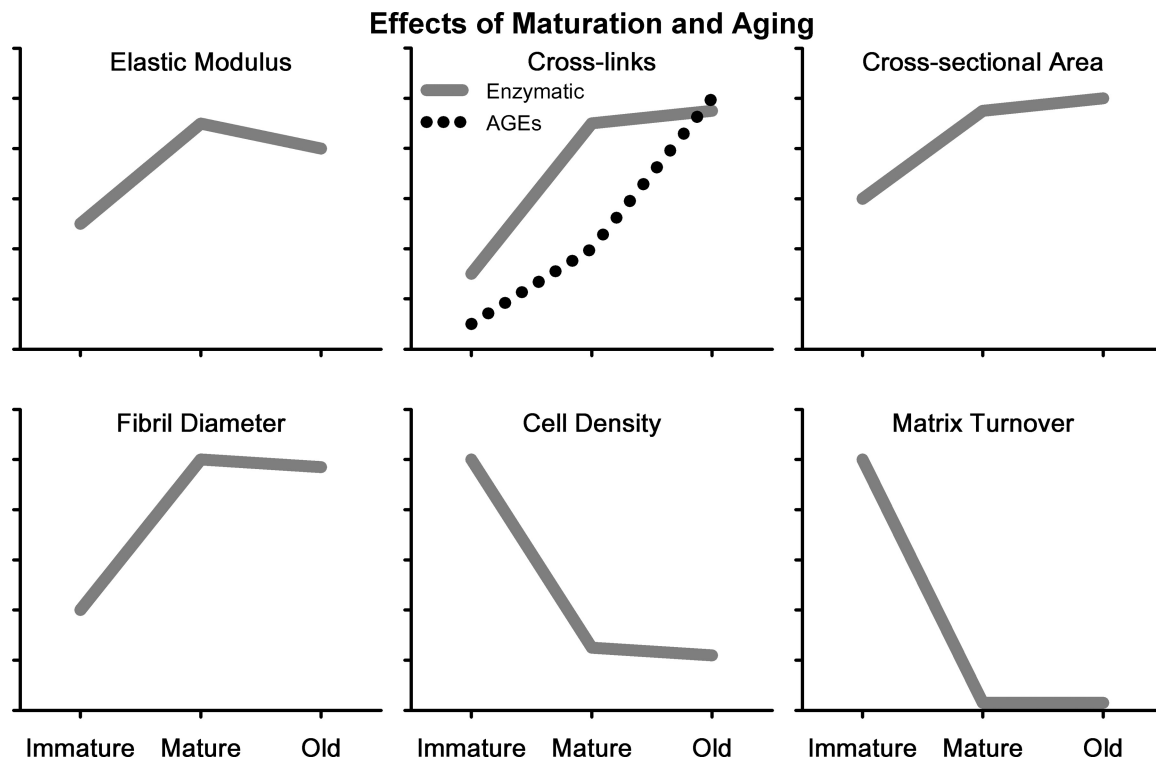 Effects of Maturation and Aging
Elastic Modulus
Cross-links
Enzymatic
AGEs
Cross-sectional Area
Fibril Diameter
Cell Density
Matrix Turnover
Immature Mature Old
Immature Mature Old
Immature Mature Old